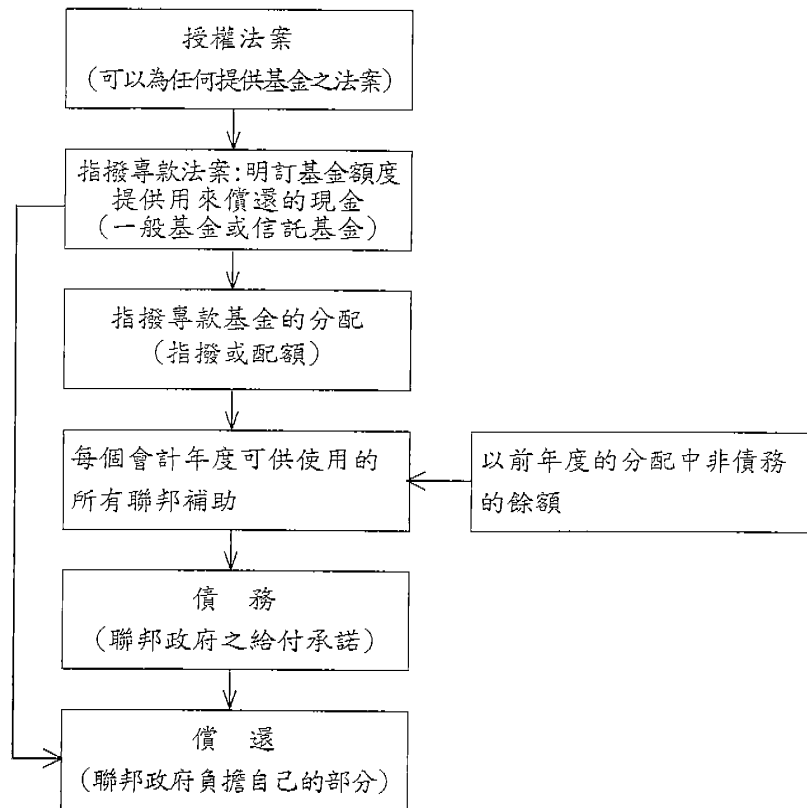 授權法案
(可以為任何提供基金之法案)
指撥專款法案:明訂基金額度
提供用來償還的現金
(一般基金或信託基金)
指撥專款基金的分配
(指撥或配額)
每個會計年度可供使用的
所有聯邦補助
以前年度的分配中非債務
的餘額
債 務
(聯邦政府之給付承諾)
償 還
(聯邦政府負擔自己的部分)